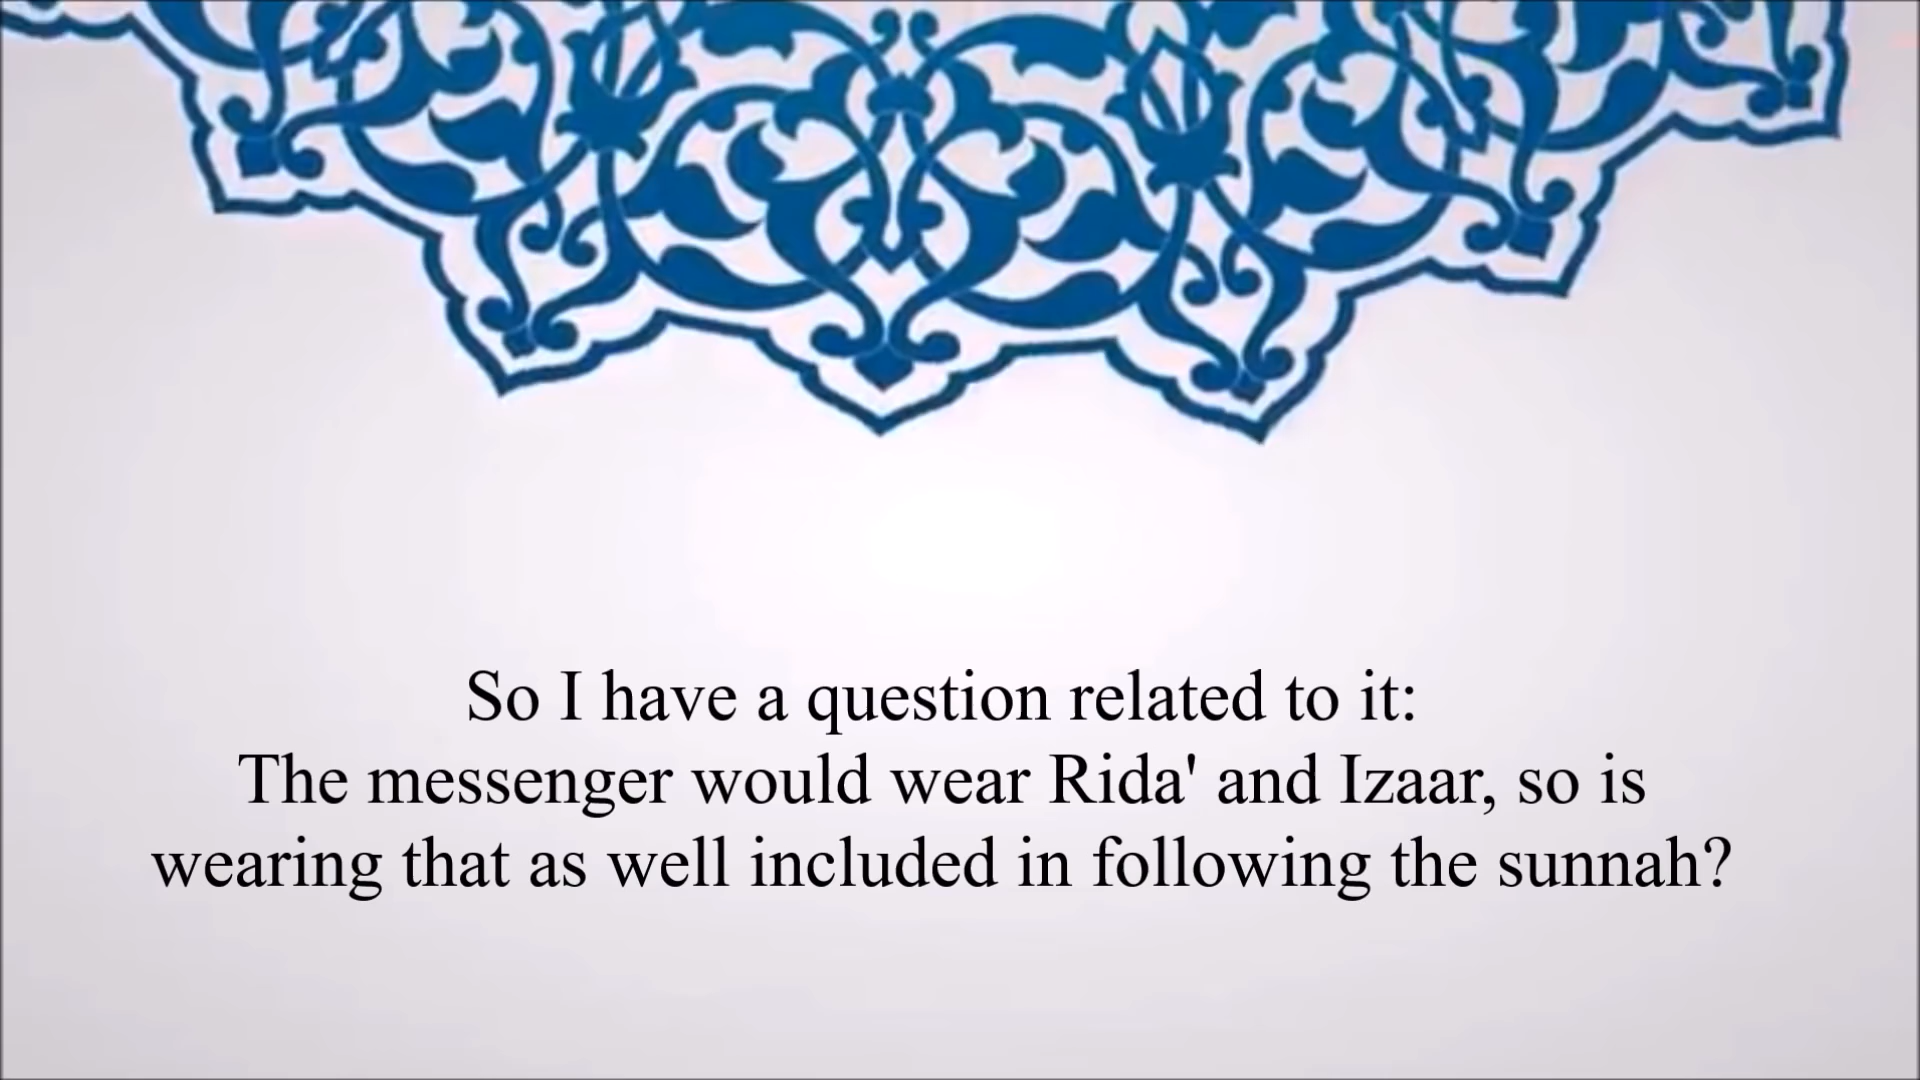 So I have a question related to it:
The messenger would wear Rida' and Izaar, so is
wearing that as well included in following the sunnah?